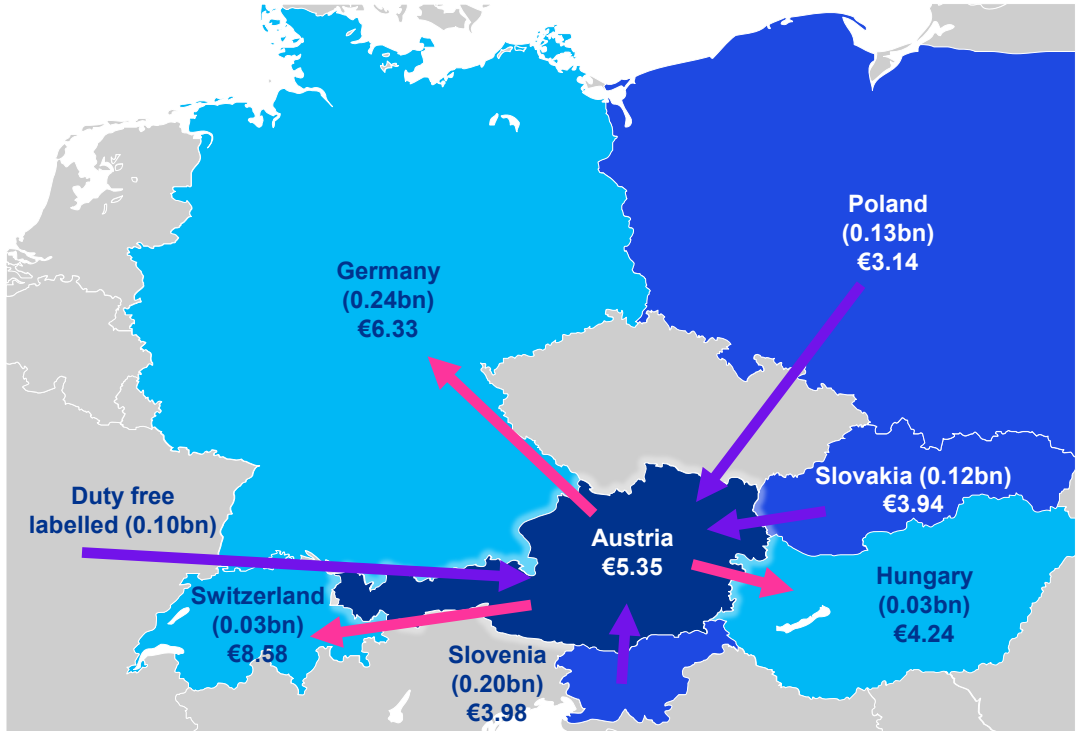 Poland
(0.13bn)
€3.14
Germany
(0.24bn)
€6.33
Slovakia (0.12bn)
€3.94
Duty free
labelled (0.10bn)
Austria
€5.35
Hungary
(0.03bn)
€4.24
Switzerland
(0.03bn)
€8.58
Slovenia
(0.20bn)
€3.98